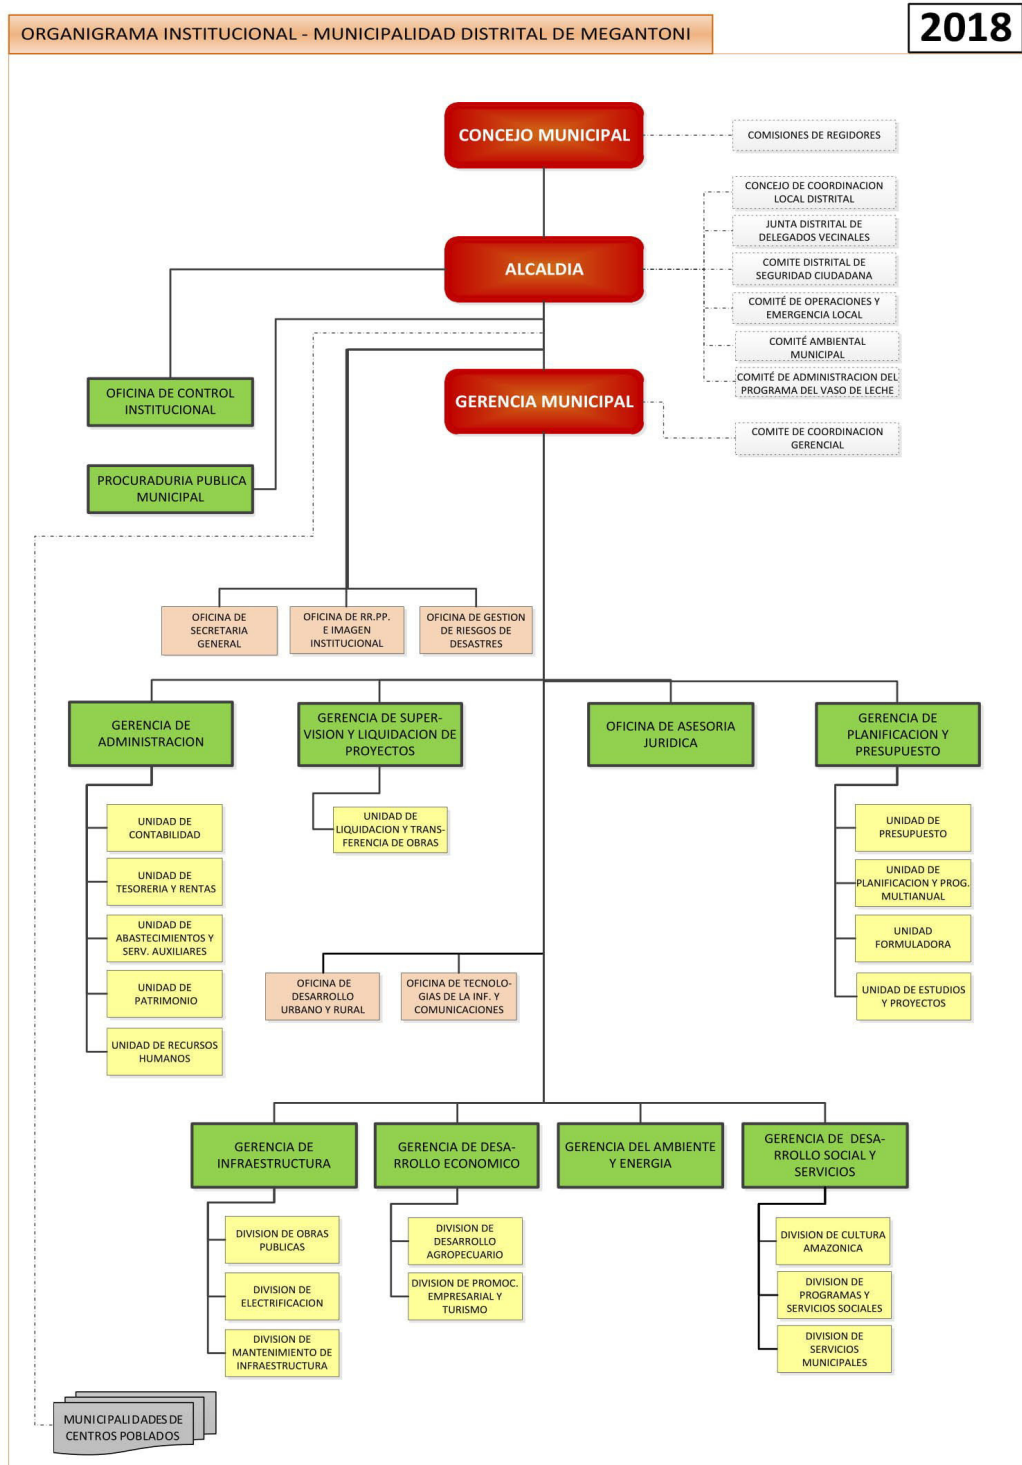 ORGANIGRAMA INSTITUCIONAL - MUNICIPALIDAD DISTRITAL DE MEGANTONI
2018
CONCEJO MUNICIPAL
COMISIONES DE REGIDORES
CONCEJO DE COORDINACION
LOCAL DISTRITAL
JUNTA DISTRITAL DE
DELEGADOS VECINALES
ALCALDIA
COMITE DISTRITAL DE
SEGURIDAD CIUDADANA
COMITÉ DE OPERACIONES Y
EMERGENCIA LOCAL
COMITÉ AMBIENTAL
MUNICIPAL
COMITÉ DE ADMINISTRACION DEL
PROGRAMA DEL VASO DE LECHE
OFICINA DE CONTROL
INSTITUCIONAL
GERENCIA MUNICIPAL
COMITE DE COORDINACION
GERENCIAL
PROCURADURIA PUBLICA
MUNICIPAL
OFICINA DE
SECRETARIA
GENERAL
OFICINA DE RR.PP.
E IMAGEN
INSTITUCIONAL
OFICINA DE GESTION
DE RIESGOS DE
DESASTRES
GERENCIA DE
ADMINISTRACION
GERENCIA DE SUPER-
VISION Y LIQUIDACION DE
PROYECTOS
OFICINA DE ASESORIA
JURIDICA
GERENCIA DE
PLANIFICACION Y
PRESUPUESTO
UNIDAD DE
CONTABILIDAD
UNIDAD DE
TESORERIA Y RENTAS
UNIDAD DE
ABASTECIMIENTOS Y
SERV. AUXILIARES
UNIDAD DE
PATRIMONIO
UNIDAD DE RECURSOS
HUMANOS
UNIDAD DE
LIQUIDACION Y TRANS-
FERENCIA DE OBRAS
UNIDAD DE
PRESUPUESTO
UNIDAD DE
PLANIFICACION Y PROG.
MULTIANUAL
UNIDAD
FORMULADORA
UNIDAD DE ESTUDIOS
Y PROYECTOS
OFICINA DE
DESARROLLO
URBANO Y RURAL
OFICINA DE TECNOLO-
GIAS DE LA INF. Y
COMUNICACIONES
GERENCIA DE
INFRAESTRUCTURA
GERENCIA DE DESA-
RROLLO ECONOMICO
GERENCIA DEL AMBIENTE
Y ENERGIA
GERENCIA DE DESA-
RROLLO SOCIAL Y
SERVICIOS
DIVISION DE OBRAS
PUBLICAS
DIVISION DE
ELECTRIFICACION
DIVISION DE
MANTENIMIENTO DE
INFRAESTRUCTURA
DIVISION DE
DESARROLLO
AGROPECUARIO
DIVISION DE PROMOC.
EMPRESARIAL Y
TURISMO
DIVISION DE CULTURA
AMAZONICA
DIVISION DE
PROGRAMAS Y
SERVICIOS SOCIALES
DIVISION DE
SERVICIOS
MUNICIPALES
MUNICIPALIDADES DE
CENTROS POBLADOS